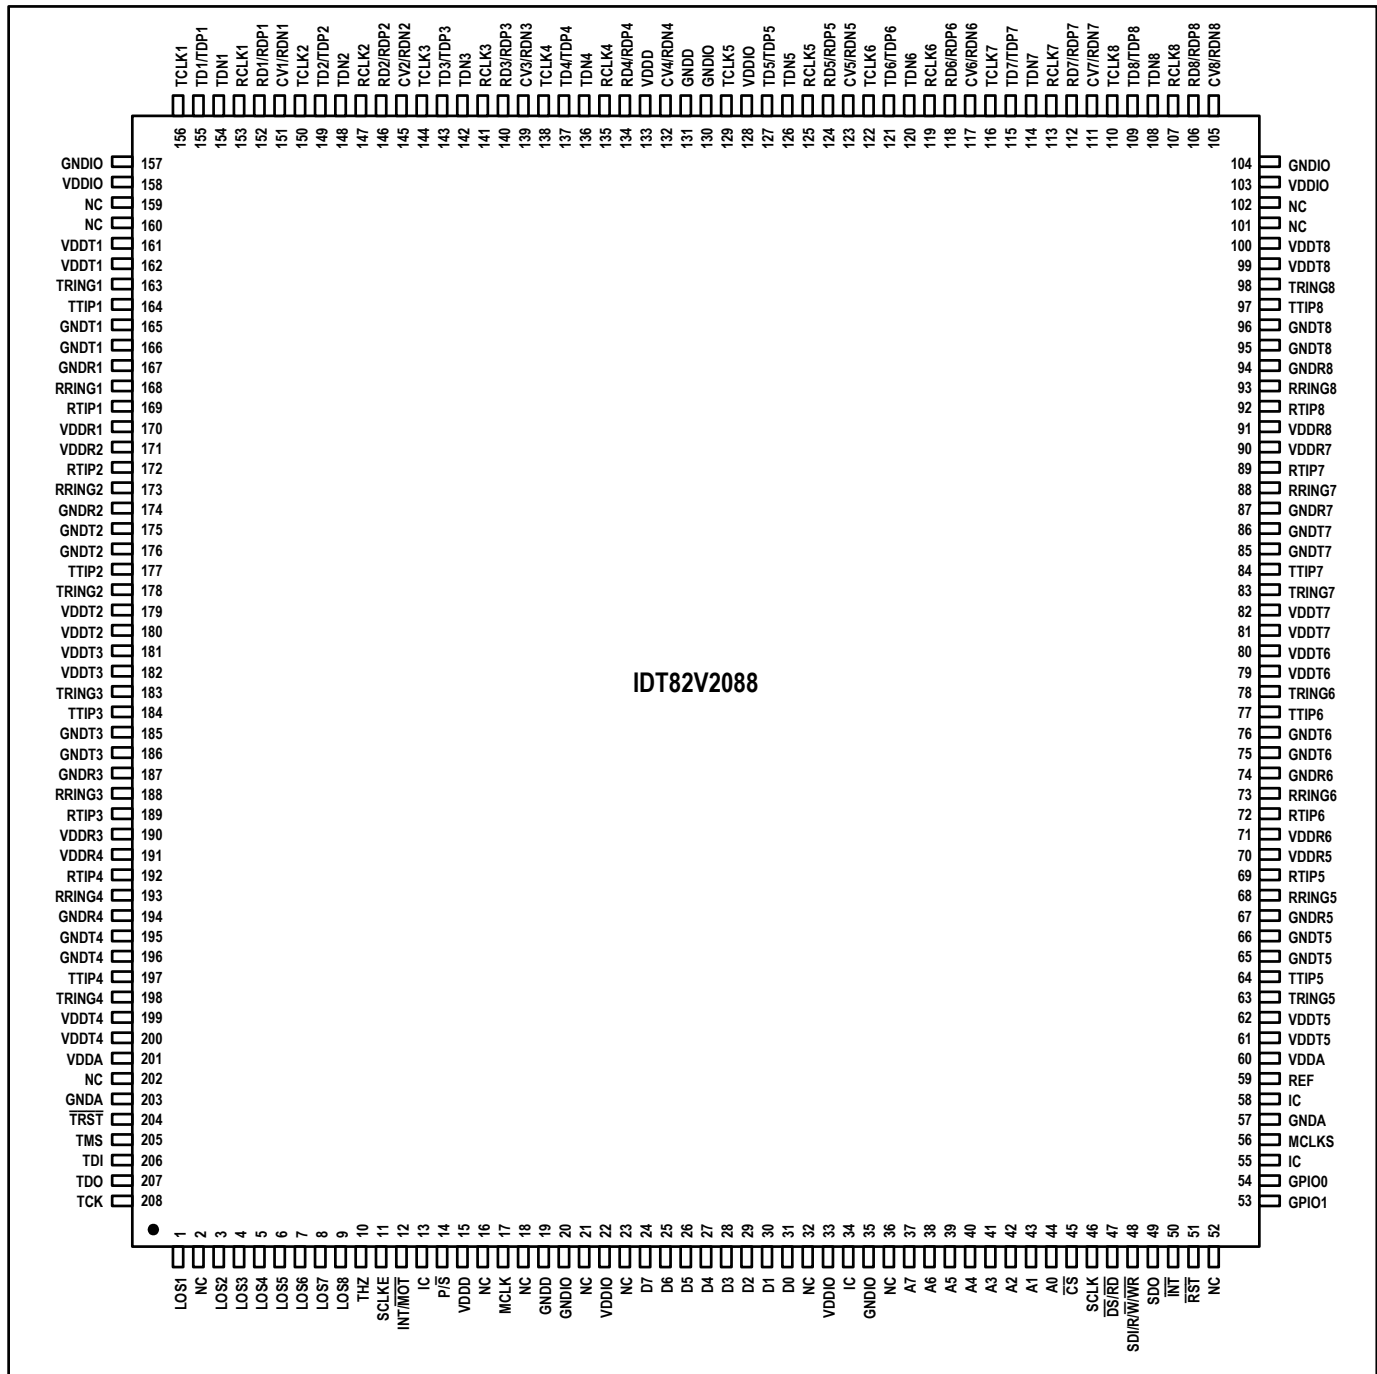 TCLK1
TD1/TDP1
TDN1
RCLK1
RD1/RDP1
CV1/RDN1
TCLK2
TD2/TDP2
TDN2
RCLK2
RD2/RDP2
CV2/RDN2
TCLK3
TD3/TDP3
TDN3
RCLK3
RD3/RDP3
CV3/RDN3
TCLK4
TD4/TDP4
TDN4
RCLK4
RD4/RDP4
VDDD
CV4/RDN4
GNDD
GNDIO
TCLK5
VDDIO
TD5/TDP5
TDN5
RCLK5
RD5/RDP5
CV5/RDN5
TCLK6
TD6/TDP6
TDN6
RCLK6
RD6/RDP6
CV6/RDN6
TCLK7
TD7/TDP7
TDN7
RCLK7
RD7/RDP7
CV7/RDN7
TCLK8
TD8/TDP8
TDN8
RCLK8
RD8/RDP8
CV8/RDN8
156
155
154
153
152
151
150
149
148
147
146
145
144
143
142
141
140
139
138
137
136
135
134
133
132
131
130
129
128
127
126
125
124
123
122
121
120
119
118
117
116
115
114
113
112
111
110
109
108
107
106
105
GNDIO 157
VDDIO 158
NC 159
NC 160
VDDT1 161
VDDT1 162
TRING1 163
TTIP1 164
GNDT1 165
GNDT1 166
GNDR1 167
RRING1 168
RTIP1 169
VDDR1 170
VDDR2 171
RTIP2 172
RRING2 173
GNDR2 174
GNDT2 175
GNDT2 176
TTIP2 177
TRING2 178
VDDT2 179
VDDT2 180
VDDT3 181
VDDT3 182
TRING3 183
TTIP3 184
GNDT3 185
GNDT3 186
GNDR3 187
RRING3 188
RTIP3 189
VDDR3 190
VDDR4 191
RTIP4 192
RRING4 193
GNDR4 194
GNDT4 195
GNDT4 196
TTIP4 197
TRING4 198
VDDT4 199
VDDT4 200
VDDA 201
NC 202
GNDA 203
TRST 204
TMS 205
TDI 206
TDO 207
TCK 208
IDT82V2088
104 GNDIO
103 VDDIO
102 NC
101 NC
100 VDDT8
99 VDDT8
98 TRING8
97 TTIP8
96 GNDT8
95 GNDT8
94 GNDR8
93 RRING8
92 RTIP8
91 VDDR8
90 VDDR7
89 RTIP7
88 RRING7
87 GNDR7
86 GNDT7
85 GNDT7
84 TTIP7
83 TRING7
82 VDDT7
81 VDDT7
80 VDDT6
79 VDDT6
78 TRING6
77 TTIP6
76 GNDT6
75 GNDT6
74 GNDR6
73 RRING6
72 RTIP6
71 VDDR6
70 VDDR5
69 RTIP5
68 RRING5
67 GNDR5
66 GNDT5
65 GNDT5
64 TTIP5
63 TRING5
62 VDDT5
61 VDDT5
60 VDDA
59 REF
58 IC
57 GNDA
56 MCLKS
55 IC
54 GPIO0
53 GPIO1
1
2
3
4
5
6
7
8
9
10
11
12
13
14
15
16
17
18
19
20
21
22
23
24
25
26
27
28
29
30
31
32
33
34
35
36
37
38
39
40
41
42
43
44
45
46
47
48
49
50
51
52
LOS1
NC
LOS2
LOS3
LOS4
LOS5
LOS6
LOS7
LOS8
THZ
SCLKE
INT/MOT
IC
P/S
VDDD
NC
MCLK
NC
GNDD
GNDIO
NC
VDDIO
NC
D7
D6
D5
D4
D3
D2
D1
D0
NC
VDDIO
IC
GNDIO
NC
A7
A6
A5
A4
A3
A2
A1
A0
CS
SCLK
DS/RD
SDI/R/W/WR
SDO
INT
RST
NC